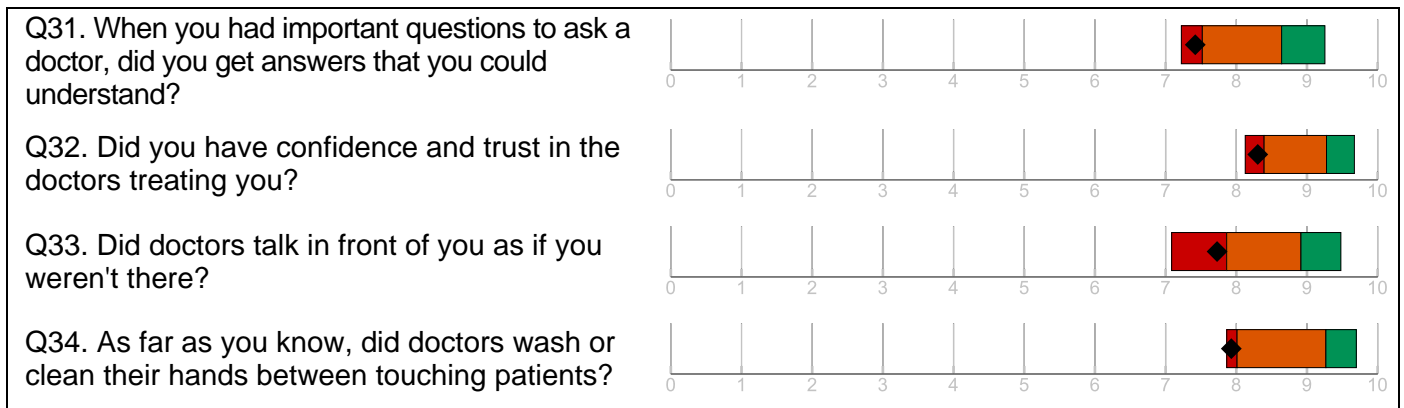 Q31. When you had important questions to ask a
doctor, did you get answers that you could
understand?
0 1 2 3 4 5 6 7 8 9 10
Q32. Did you have confidence and trust in the
doctors treating you?
0 1 2 3 4 5 6 7 8 9 10
Q33. Did doctors talk in front of you as if you
weren't there?
0 1 2 3 4 5 6 7 8 9 10
Q34. As far as you know, did doctors wash or
clean their hands between touching patients?
0 1 2 3 4 5 6 7 8 9 10